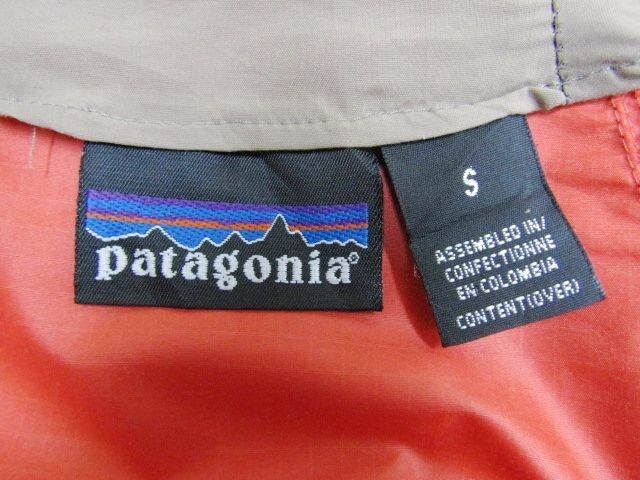 patagonia®
S
ASSEMBLED IN/
CONFECTIONNE
EN COLOMBIA
CONTENT(OVER)